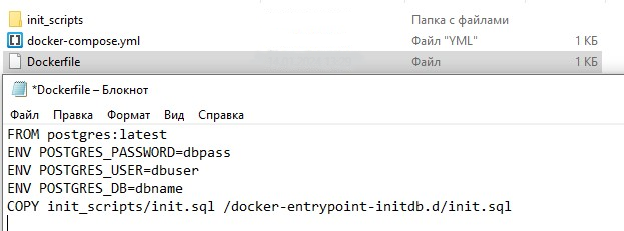 init_scripts Папка с файлами
docker-compose.yml Файл "YML" 1 КБ
Dockerfile Файл 1 КБ
*Dockerfile – Блокнот
Файл Правка Формат Вид Справка
FROM postgres:latest
ENV POSTGRES_PASSWORD=dbpass
ENV POSTGRES_USER=dbuser
ENV POSTGRES_DB=dbname
COPY init_scripts/init.sql /docker-entrypoint-initdb.d/init.sql